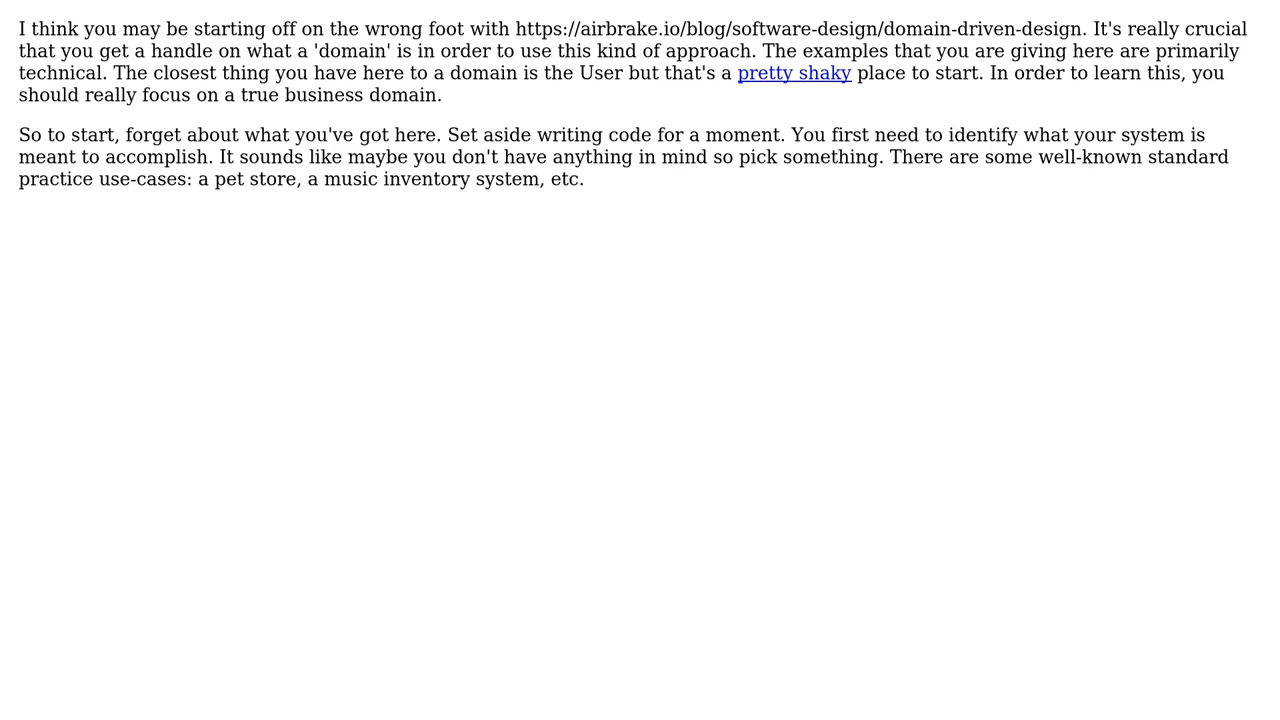 I think you may be starting off on the wrong foot with https://airbrake.io/blog/software-design/domain-driven-design. It's really crucial
that you get a handle on what a 'domain' is in order to use this kind of approach. The examples that you are giving here are primarily
technical. The closest thing you have here to a domain is the User but that's a pretty shaky place to start. In order to learn this, you
should really focus on a true business domain.
So to start, forget about what you've got here. Set aside writing code for a moment. You first need to identify what your system is
meant to accomplish. It sounds like maybe you don't have anything in mind so pick something. There are some well-known standard
practice use-cases: a pet store, a music inventory system, etc.